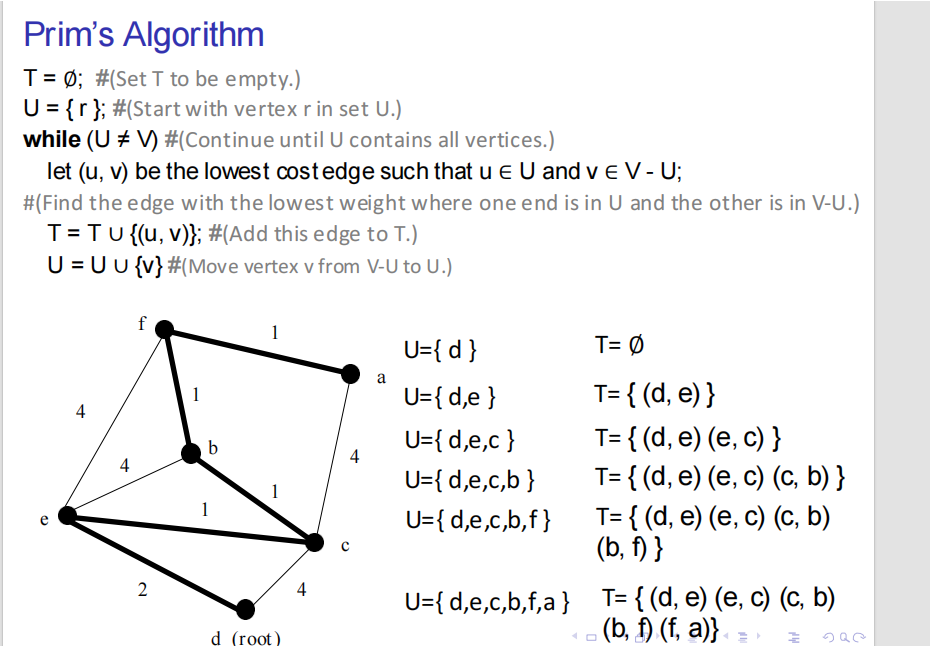 Prim's Algorithm
T = Ø; #(Set T to be empty.)
U = { r }; #(Start with vertex r in set U.)
while (U ≠ V) #(Continue until U contains all vertices.)
let (u, v) be the lowest cost edge such that u ∈ U and v ∈ V - U;
#(Find the edge with the lowest weight where one end is in U and the other is in V-U.)
T = T ∪ {(u, v)}; #(Add this edge to T.)
U = U ∪ {v} #(Move vertex v from V-U to U.)
f
1
a
4
1
b
4
4
1
1
e
c
2
4
d (root)
U={ d }
T= Ø
U={ d,e }
T= { (d, e) }
U={ d,e,c }
T= { (d, e) (e, c) }
U={ d,e,c,b }
T= { (d, e) (e, c) (c, b) }
U={ d,e,c,b,f }
T= { (d, e) (e, c) (c, b)
(b, f) }
U={ d,e,c,b,f,a }
T= { (d, e) (e, c) (c, b)
(b, f) (f, a)}